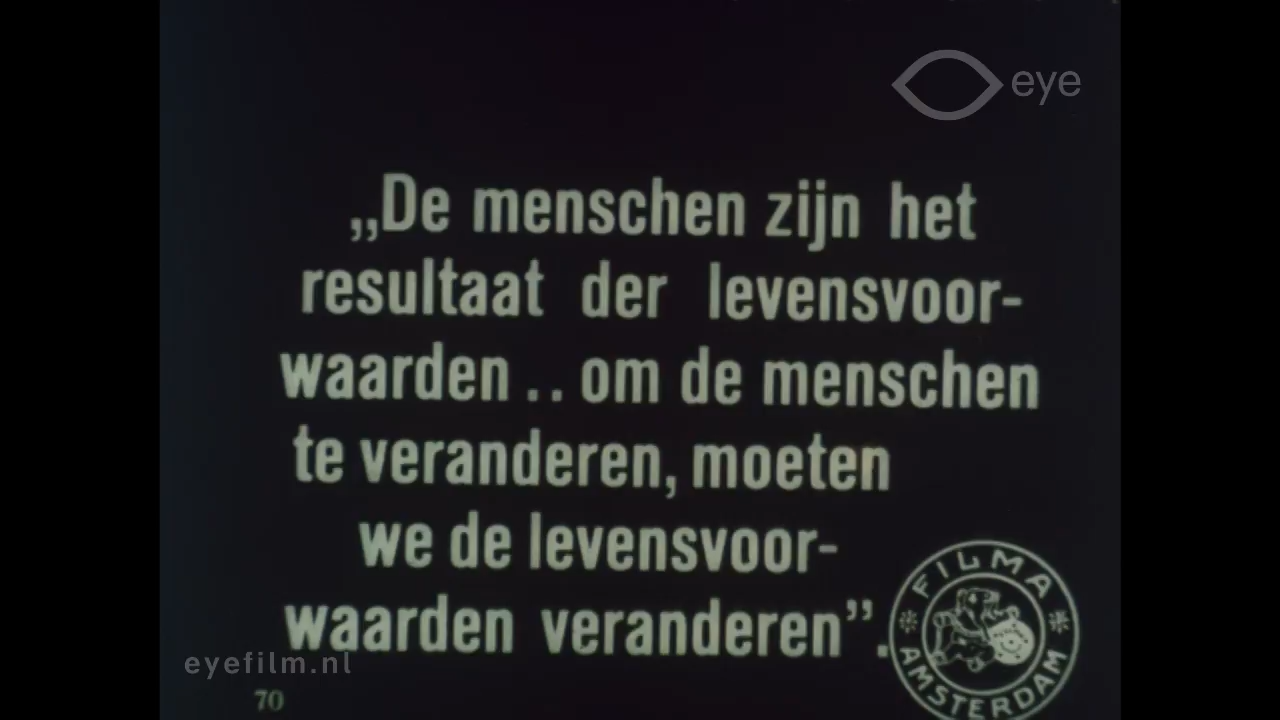 eye
„De menschen zijn het
resultaat der levensvoor-
waarden .. om de menschen
te veranderen, moeten
we de levensvoor-
waarden veranderen”.
FILMA
AMSTERDAM
eyefilm.nl
70